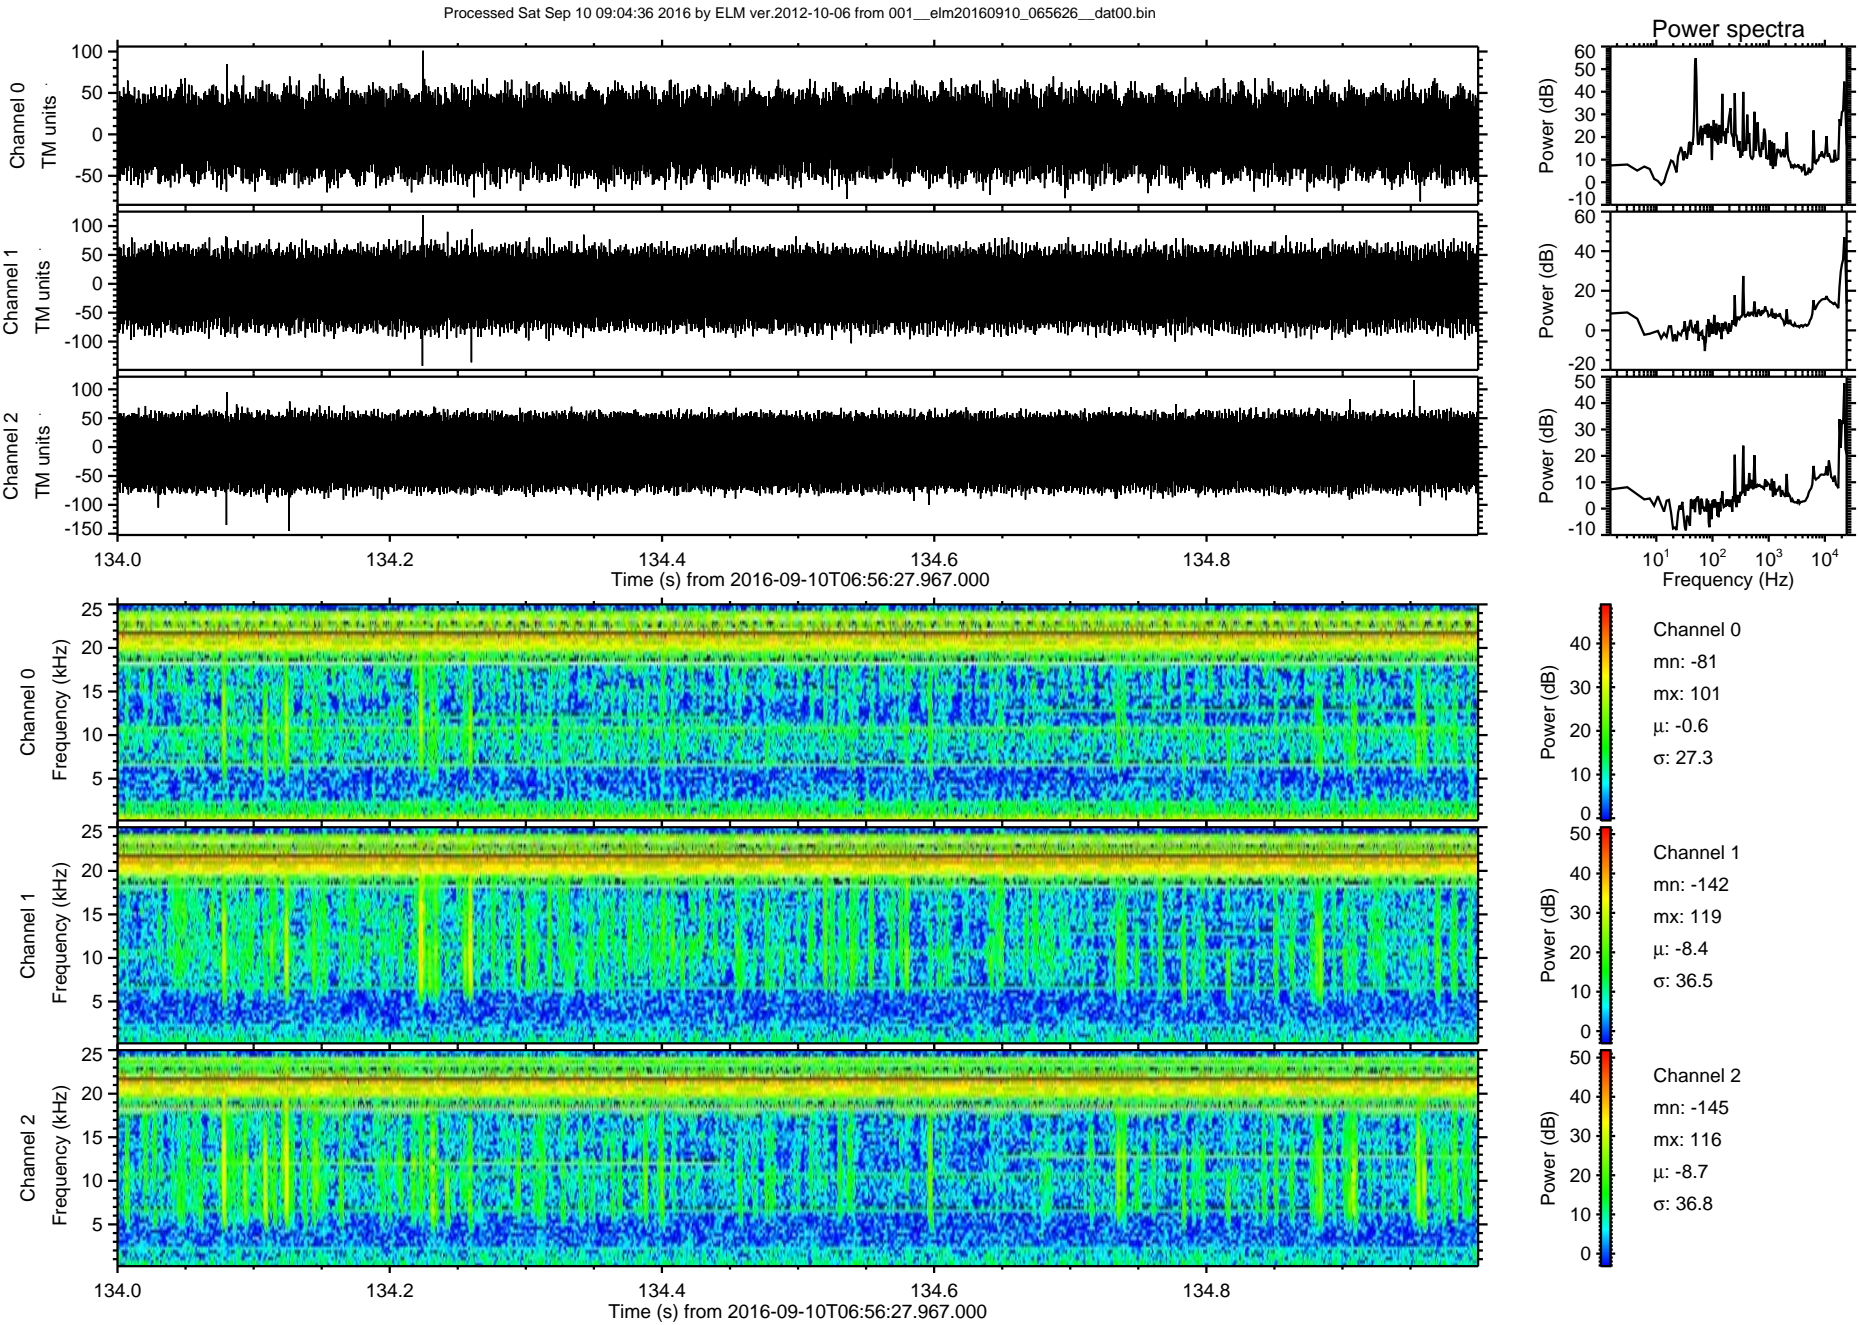 Processed Sat Sep 10 09:04:36 2016 by ELM ver.2012-10-06 from 001__elm20160910_065626__dat00.bin
Power spectra
Channel 0
TM units
100
50
0
-50
Power (dB)
60
50
40
30
20
10
0
-10
Channel 1
TM units
100
50
0
-50
-100
Power (dB)
60
40
20
0
-20
Channel 2
TM units
100
50
0
-50
-100
-150
Power (dB)
50
40
30
20
10
0
-10
134.0 134.2 134.4 134.6 134.8
Time (s) from 2016-09-10T06:56:27.967.000
10^1 10^2 10^3 10^4
Frequency (Hz)
Channel 0
Frequency (kHz)
25
20
15
10
5
Power (dB)
40
30
20
10
0
Channel 0
mn: -81
mx: 101
μ: -0.6
σ: 27.3
Channel 1
Frequency (kHz)
25
20
15
10
5
Power (dB)
50
40
30
20
10
0
Channel 1
mn: -142
mx: 119
μ: -8.4
σ: 36.5
Channel 2
Frequency (kHz)
25
20
15
10
5
Power (dB)
50
40
30
20
10
0
Channel 2
mn: -145
mx: 116
μ: -8.7
σ: 36.8
134.0 134.2 134.4 134.6 134.8
Time (s) from 2016-09-10T06:56:27.967.000